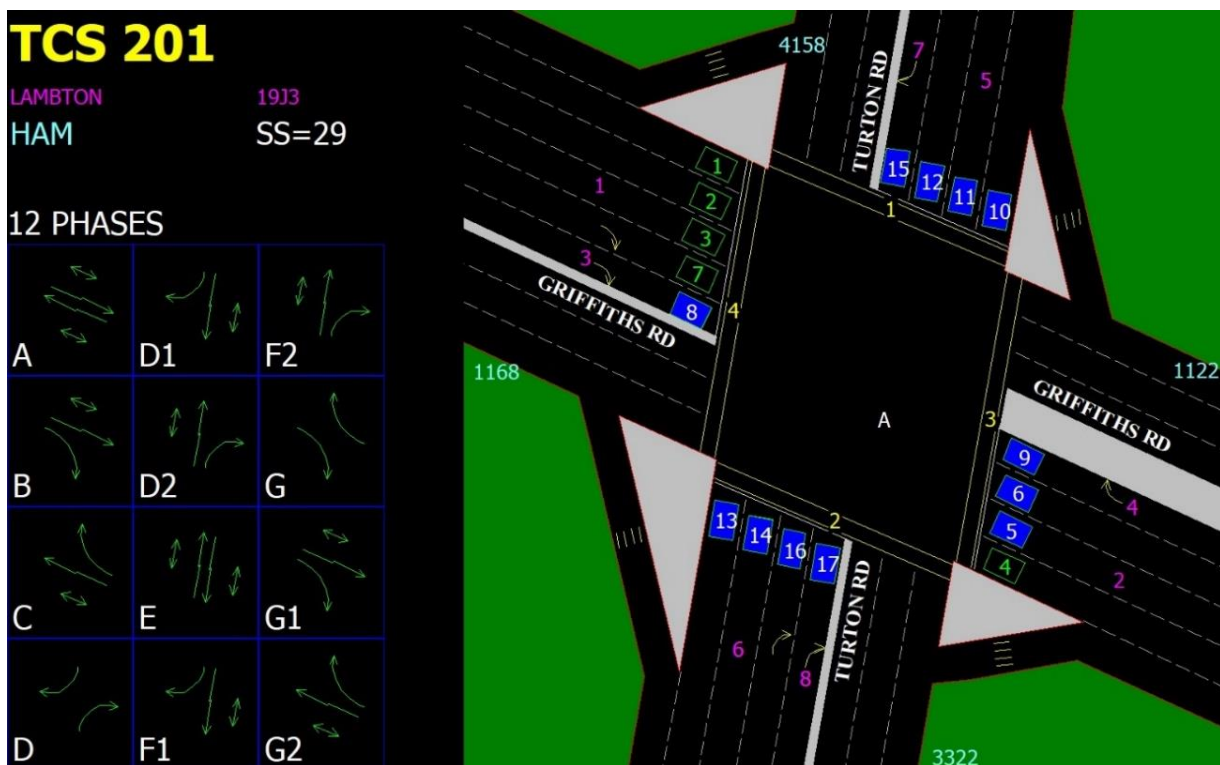 TCS 201
LAMBTON 19J3
HAM SS=29
12 PHASES
A D1 F2
B D2 G
C E G1
D F1 G2
4158
TURTON RD
7
5
15
12
11
10
1
1
2
3
7
8
1
3
4
GRIFFITHS RD
1168
1122
GRIFFITHS RD
3
A
9
6
5
4
4
2
13
14
16
17
2
6
8
TURTON RD
3322